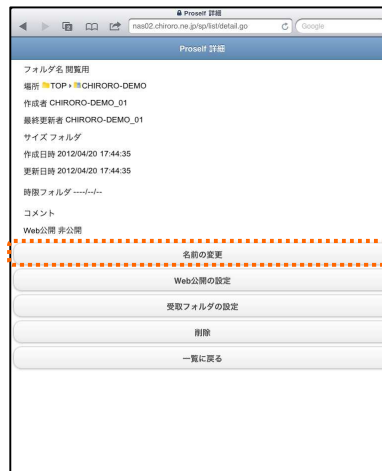 Proself 詳細
nas02.chiroro.ne.jp/sp/list/detail.go
Google
Proself 詳細
フォルダ名 閲覧用
場所 TOP › CHIRORO-DEMO
作成者 CHIRORO-DEMO_01
最終更新者 CHIRORO-DEMO_01
サイズ フォルダ
作成日時 2012/04/20 17:44:35
更新日時 2012/04/20 17:44:35
時限フォルダ ----/--/--
コメント
Web公開 非公開
名前の変更
Web公開の設定
受取フォルダの設定
削除
一覧に戻る